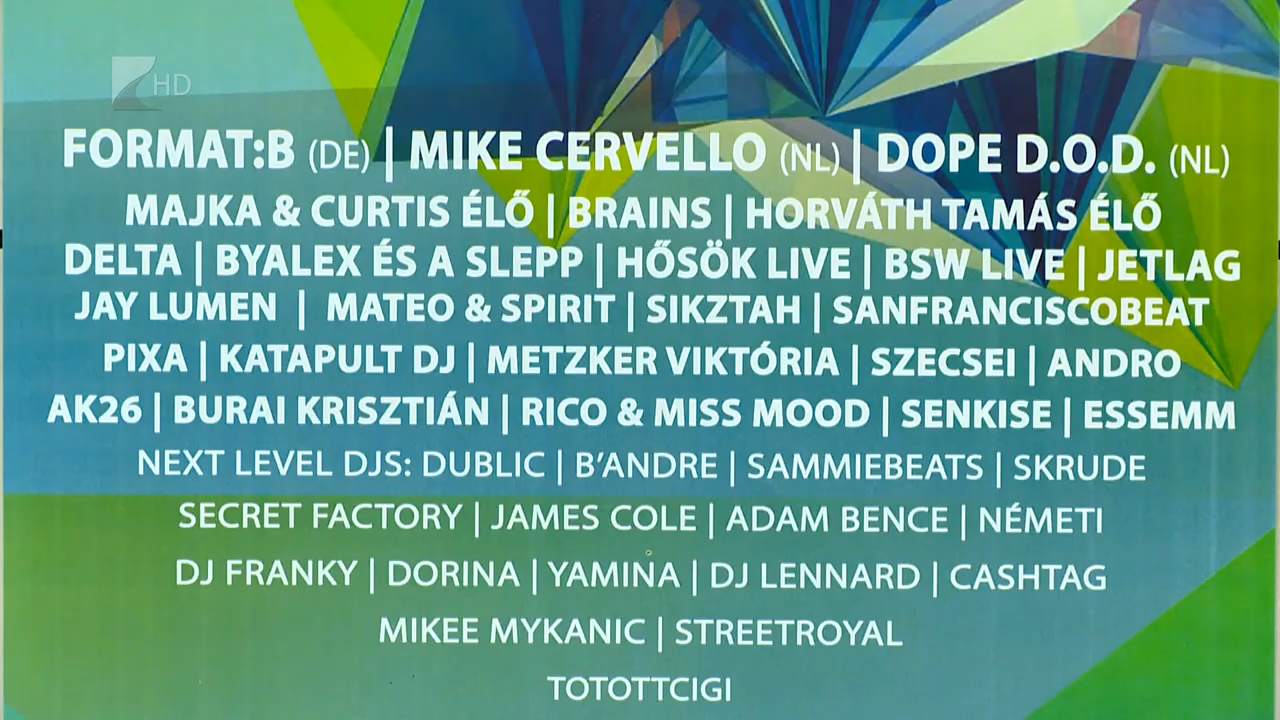 HD
FORMAT:B (DE) | MIKE CERVELLO (NL) | DOPE D.O.D. (NL)
MAJKA & CURTIS ÉLŐ | BRAINS | HORVÁTH TAMÁS ÉLŐ
DELTA | BYALEX ÉS A SLEPP | HŐSÖK LIVE | BSW LIVE | JETLAG
JAY LUMEN | MATEO & SPIRIT | SIKZTAH | SANFRANCISCOBEAT
PIXA | KATAPULT DJ | METZKER VIKTÓRIA | SZECSEI | ANDRO
AK26 | BURAI KRISZTIÁN | RICO & MISS MOOD | SENKISE | ESSEMM
NEXT LEVEL DJS: DUBLIC | B'ANDRE | SAMMIEBEATS | SKRUDE
SECRET FACTORY | JAMES COLE | ADAM BENCE | NÉMETI
DJ FRANKY | DORINA | YAMINA | DJ LENNARD | CASHTAG
MIKEE MYKANIC | STREETROYAL
TOTOTTCIGI